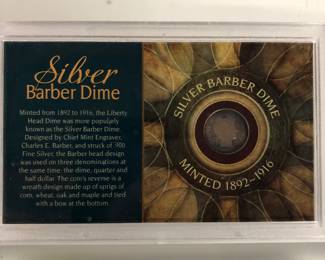 Silver
Barber Dime
Minted from 1892 to 1916, the Liberty
Head Dime was more popularly
known as the Silver Barber Dime.
Designed by Chief Mint Engraver,
Charles E. Barber, and struck of .900
Fine Silver, the Barber head design
was used on three denominations at
the same time: the dime, quarter and
half dollar. The coin's reverse is a
wreath design made up of sprigs of
corn, wheat, oak and maple and tied
with a bow at the bottom.
SILVER BARBER DIME
MINTED 1892-1916